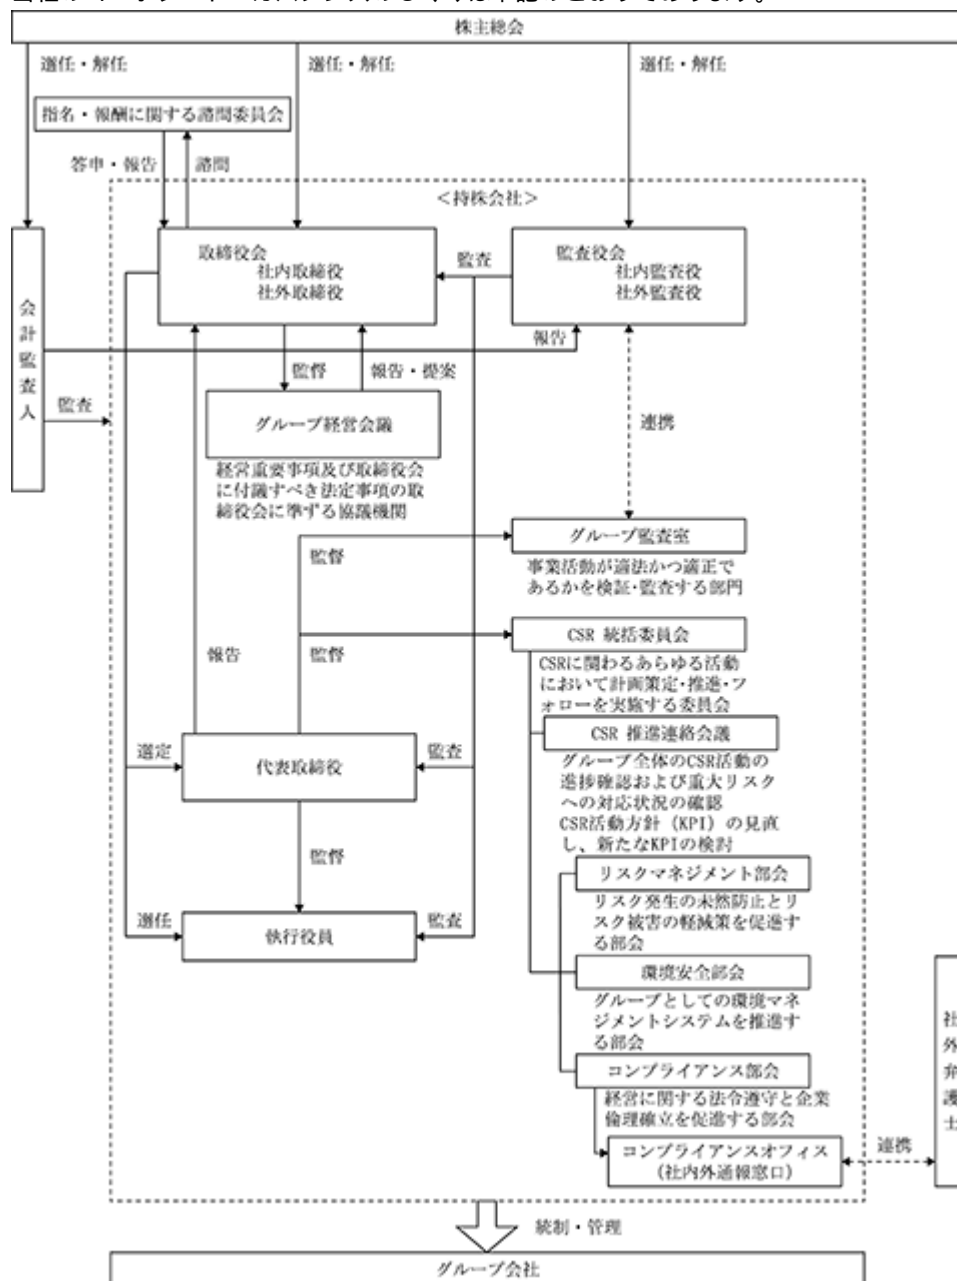 株主総会
選任・解任
選任・解任
選任・解任
指名・報酬に関する諮問委員会
答申・報告
諮問
＜持株会社＞
取締役会
社内取締役
社外取締役
監査
監査役会
社内監査役
社外監査役
会計監査人
報告
監督
報告・提案
監査
グループ経営会議
連携
経営重要事項及び取締役会
に付議すべき法定事項の取
締役会に準ずる協議機関
グループ監査室
監督
事業活動が適法かつ適正で
あるかを検証・監査する部門
CSR 統括委員会
報告
監督
CSRに関わるあらゆる活動
において計画策定・推進・フ
ォローを実施する委員会
CSR 推進連絡会議
選定
代表取締役
監査
グループ全体のCSR活動の
進捗確認および重大リスク
への対応状況の確認
CSR活動方針（KPI）の見直
し、新たなKPIの検討
監督
リスクマネジメント部会
リスク発生の未然防止とリ
スク被害の軽減策を促進す
る部会
選任
執行役員
監査
環境安全部会
グループとしての環境マネ
ジメントシステムを推進す
る部会
社外弁護士
コンプライアンス部会
経営に関する法令遵守と企業
倫理確立を促進する部会
コンプライアンスオフィス
（社内外通報窓口）
連携
統制・管理
グループ会社